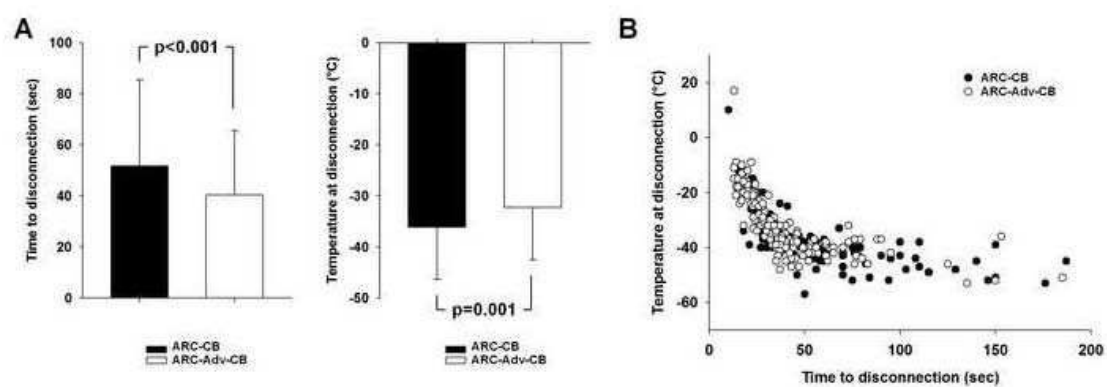 A
Time to disconnection (sec)
100
80
60
40
20
0
p<0.001
ARC-CB
ARC-Adv-CB
Temperature at disconnection (°C)
0
-10
-20
-30
-40
-50
p=0.001
ARC-CB
ARC-Adv-CB
B
Temperature at disconnection (°C)
20
0
-20
-40
-60
ARC-CB
ARC-Adv-CB
0 50 100 150 200
Time to disconnection (sec)